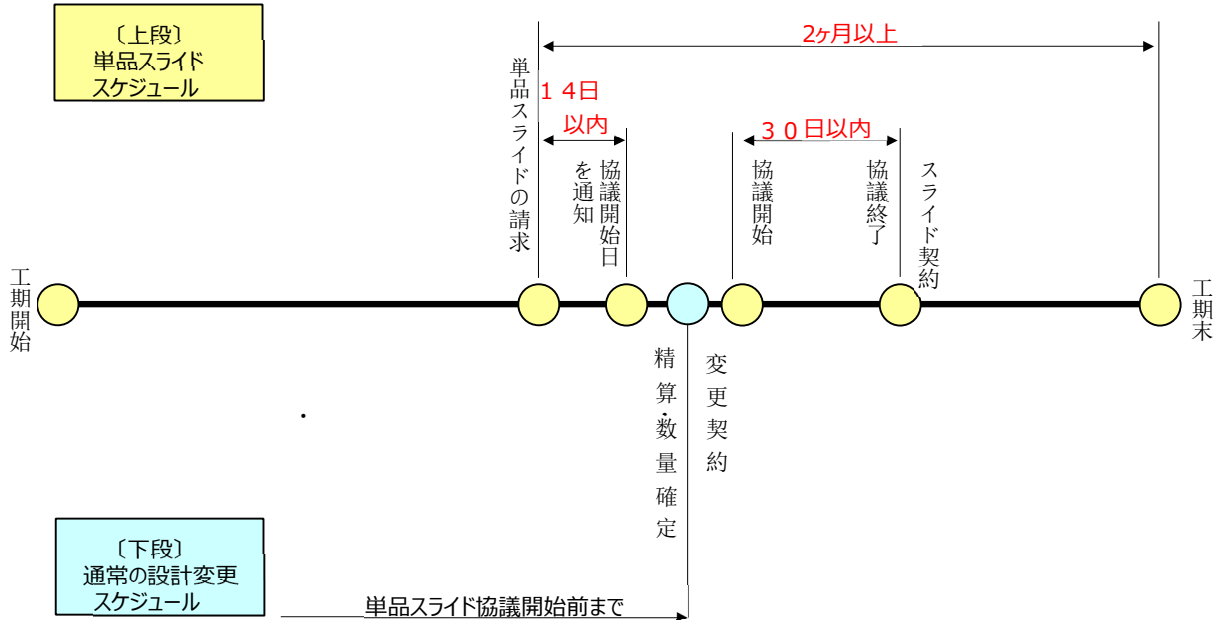 〔上段〕
単品スライド
スケジュール
2ヶ月以上
単品スライドの請求
１４日
以内
協議開始日
を通知
３０日以内
協議開始
協議終了
スライド契約
工期開始
工期末
変更契約
精算・数量確定
〔下段〕
通常の設計変更
スケジュール
単品スライド協議開始前まで